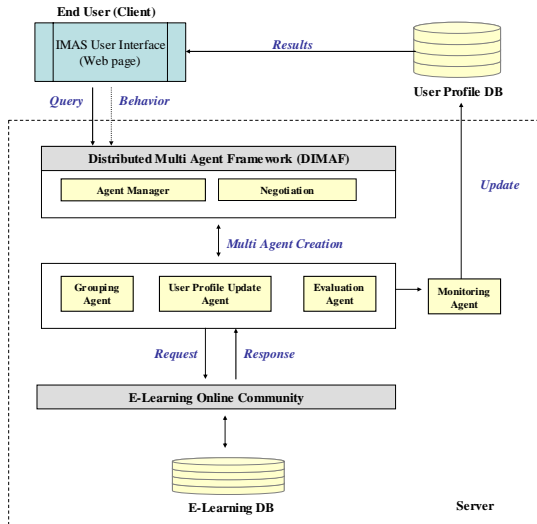 End User (Client)
IMAS User Interface
(Web page)
Results
User Profile DB
Query
Behavior
Distributed Multi Agent Framework (DIMAF)
Agent Manager
Negotiation
Update
Multi Agent Creation
Grouping
Agent
User Profile Update
Agent
Evaluation
Agent
Monitoring
Agent
Request
Response
E-Learning Online Community
E-Learning DB
Server